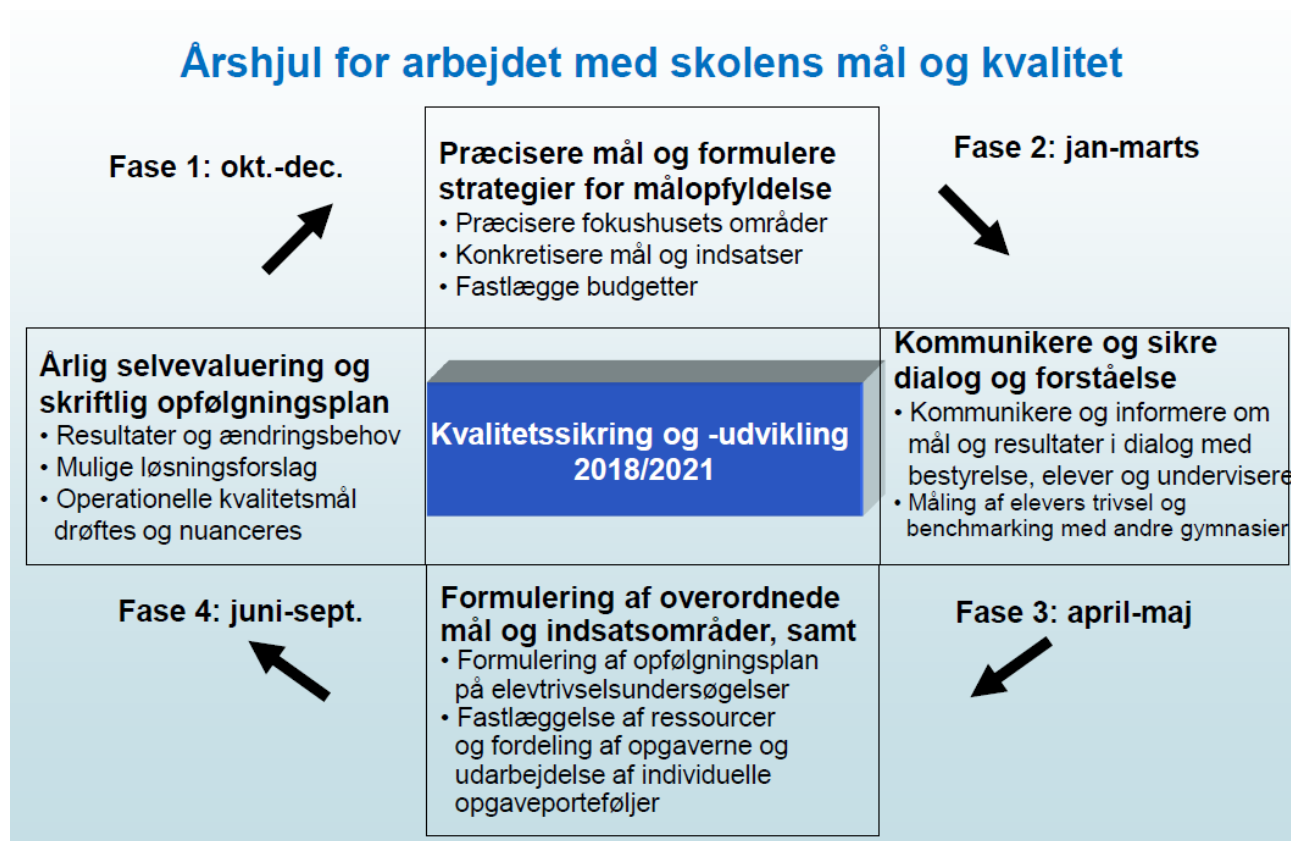 Årshjul for arbejdet med skolens mål og kvalitet
Fase 1: okt.-dec.
Præcisere mål og formulere
strategier for målopfyldelse
• Præcisere fokushusets områder
• Konkretisere mål og indsatser
• Fastlægge budgetter
Fase 2: jan-marts
Årlig selvevaluering og
skriftlig opfølgningsplan
• Resultater og ændringsbehov
• Mulige løsningsforslag
• Operationelle kvalitetsmål
drøftes og nuanceres
Kvalitetssikring og -udvikling
2018/2021
Kommunikere og sikre
dialog og forståelse
• Kommunikere og informere om
mål og resultater i dialog med
bestyrelse, elever og undervisere
• Måling af elevers trivsel og
benchmarking med andre gymnasier
Fase 4: juni-sept.
Formulering af overordnede
mål og indsatsområder, samt
• Formulering af opfølgningsplan
på elevtrivselsundersøgelser
• Fastlæggelse af ressourcer
og fordeling af opgaverne og
udarbejdelse af individuelle
opgaveporteføljer
Fase 3: april-maj